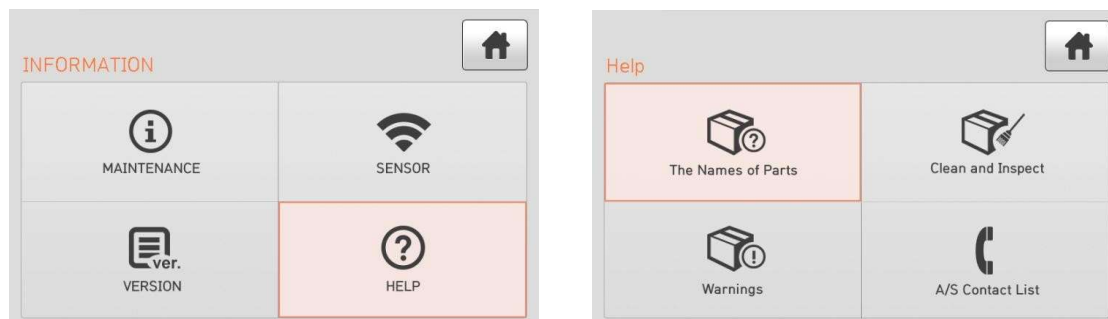 INFORMATION
MAINTENANCE
SENSOR
ver.
VERSION
HELP
Help
The Names of Parts
Clean and Inspect
Warnings
A/S Contact List